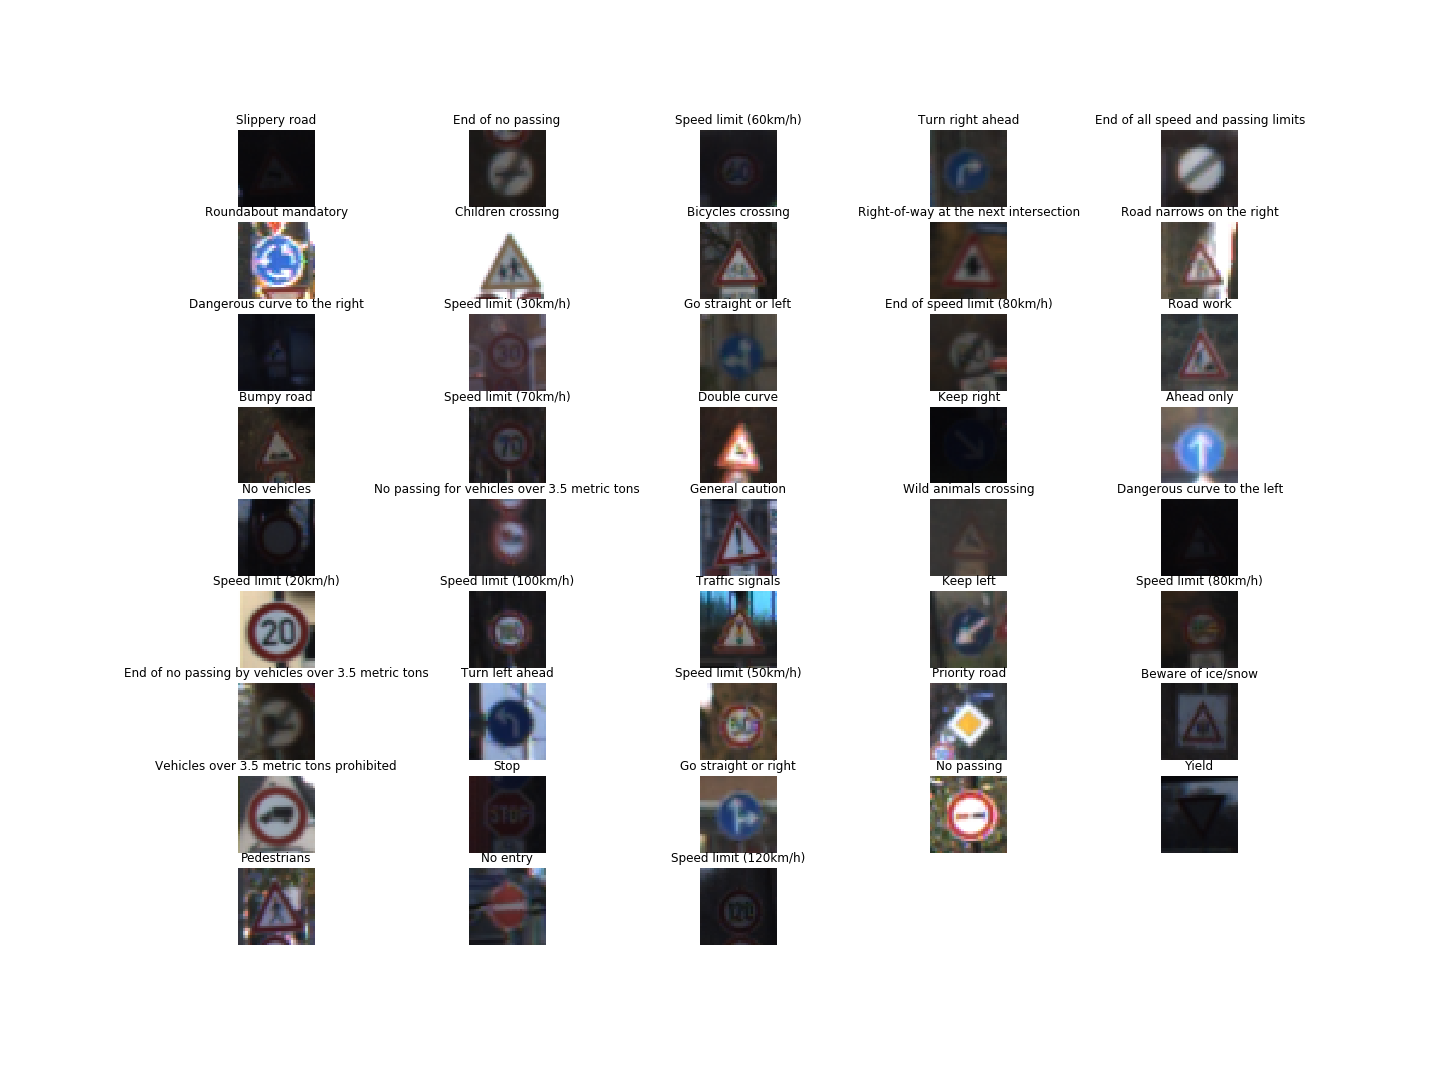 Slippery road
End of no passing
Speed limit (60km/h)
Turn right ahead
End of all speed and passing limits
60
Roundabout mandatory
Children crossing
Bicycles crossing
Right-of-way at the next intersection
Road narrows on the right
Dangerous curve to the right
Speed limit (30km/h)
Go straight or left
End of speed limit (80km/h)
Road work
30
Bumpy road
Speed limit (70km/h)
Double curve
Keep right
Ahead only
70
No vehicles
No passing for vehicles over 3.5 metric tons
General caution
Wild animals crossing
Dangerous curve to the left
Speed limit (20km/h)
Speed limit (100km/h)
Traffic signals
Keep left
Speed limit (80km/h)
20
End of no passing by vehicles over 3.5 metric tons
Turn left ahead
Speed limit (50km/h)
Priority road
Beware of ice/snow
50
Vehicles over 3.5 metric tons prohibited
Stop
Go straight or right
No passing
Yield
STOP
Pedestrians
No entry
Speed limit (120km/h)
120